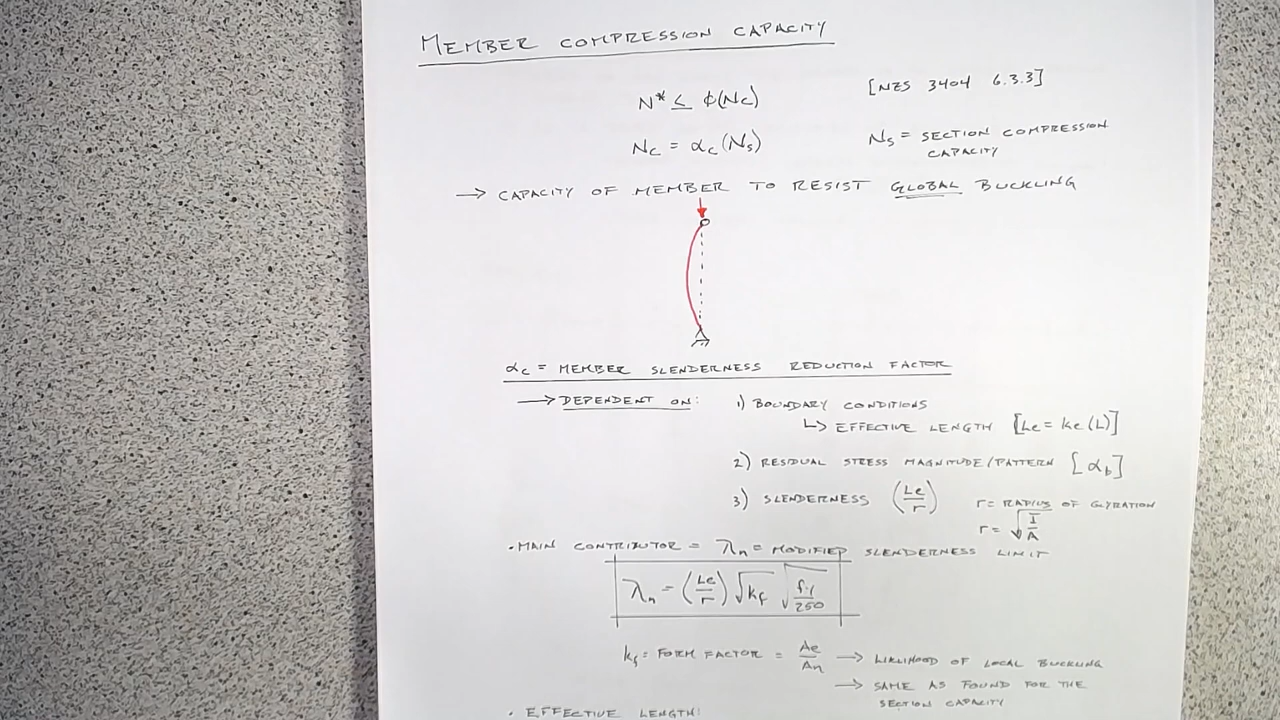 MEMBER COMPRESSION CAPACITY
N* ≤ ϕ(Nc) [NZS 3404 6.3.3]
Nc = αc(Ns) Ns = SECTION COMPRESSION
CAPACITY
→ CAPACITY OF MEMBER TO RESIST GLOBAL BUCKLING
αc = MEMBER SLENDERNESS REDUCTION FACTOR
→ DEPENDENT ON: 1) BOUNDARY CONDITIONS
↳ EFFECTIVE LENGTH [Le = ke(L)]
2) RESIDUAL STRESS MAGNITUDE/PATTERN [αb]
3) SLENDERNESS (Le/r) r = RADIUS OF GYRATION
r = √(I/A)
• MAIN CONTRIBUTOR = λn = MODIFIED SLENDERNESS LIMIT
λn = (Le/r) √kf √(fy/250)
kf = FORM FACTOR = Ae/An → LIKLIHOOD OF LOCAL BUCKLING
→ SAME AS FOUND FOR THE
SECTION CAPACITY
• EFFECTIVE LENGTH: